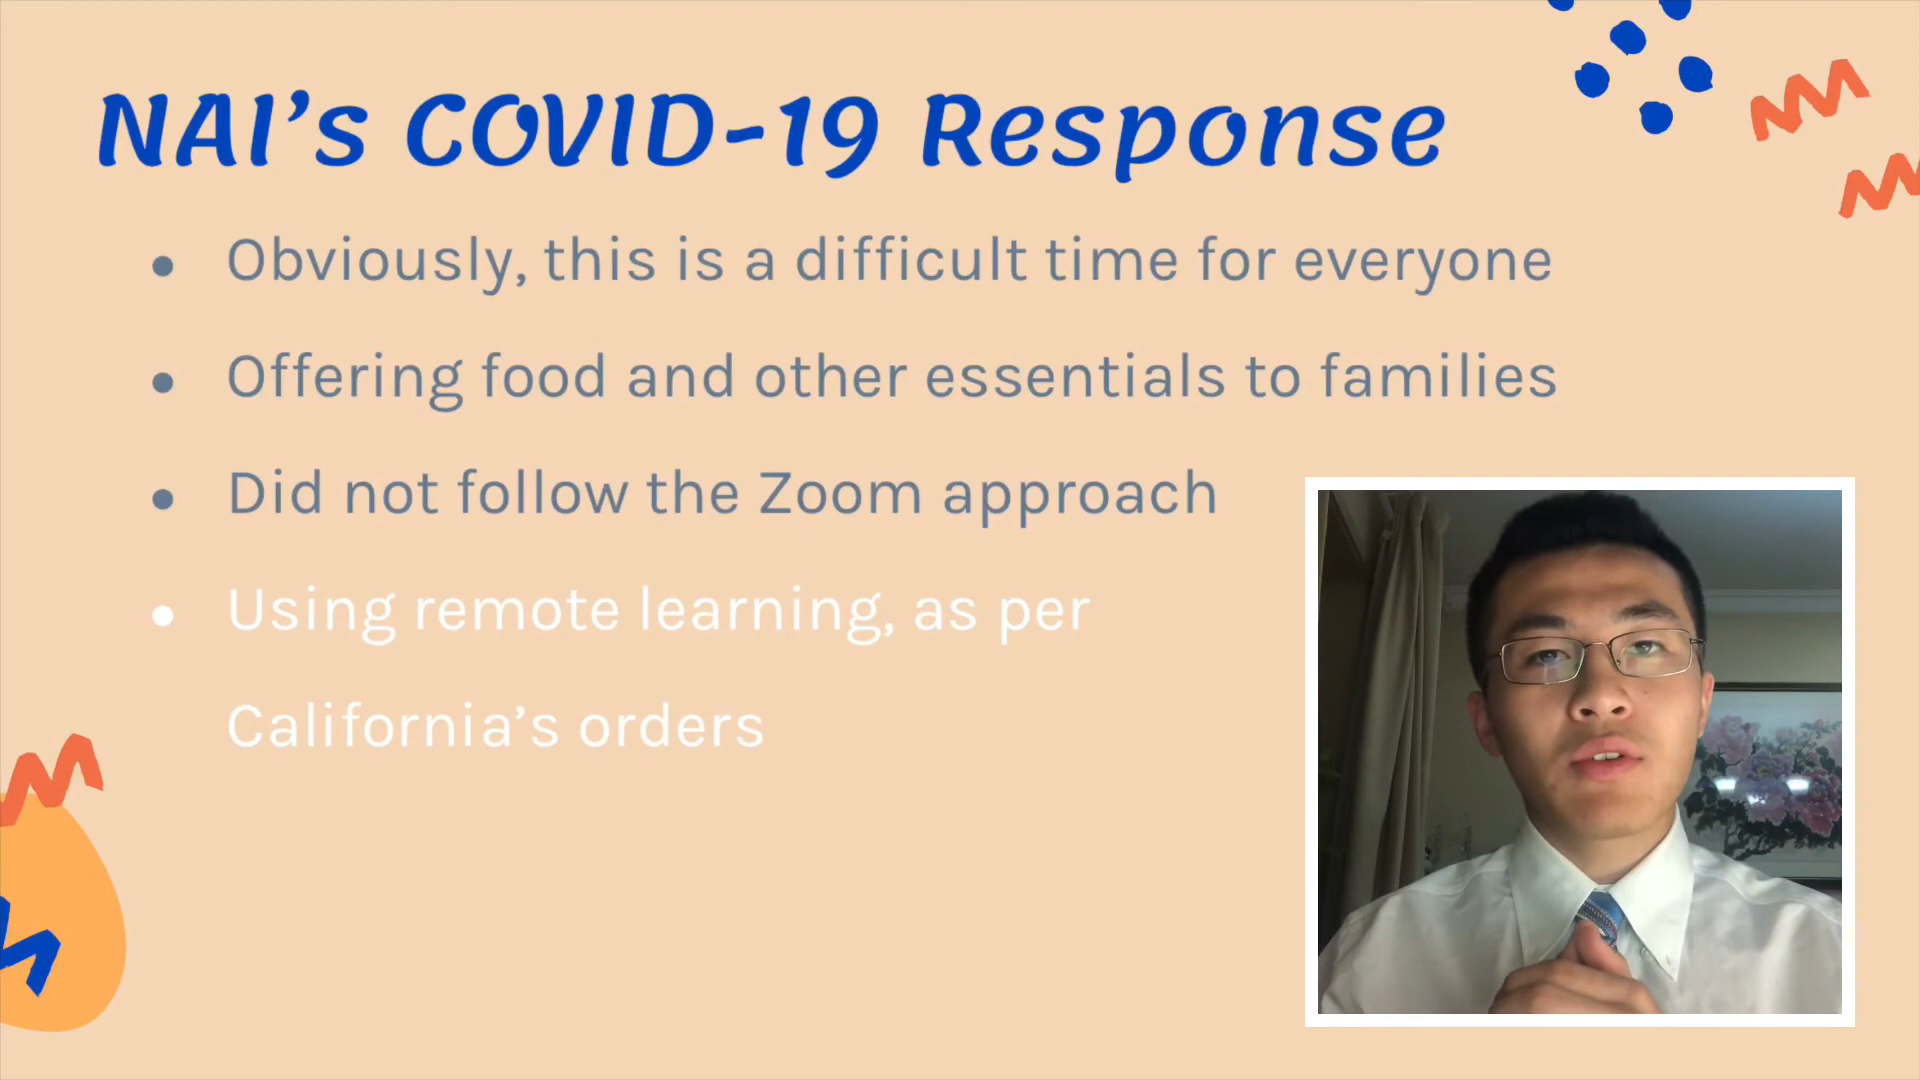 NAI’s COVID-19 Response
• Obviously, this is a difficult time for everyone
• Offering food and other essentials to families
• Did not follow the Zoom approach
• Using remote learning, as per
California’s orders